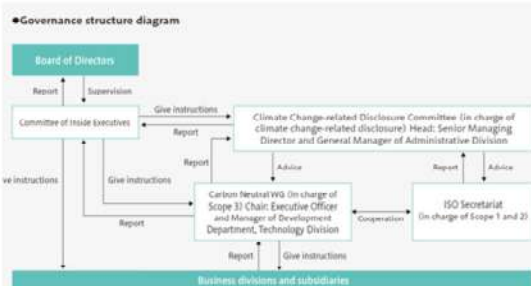 ●Governance structure diagram
Board of Directors
Report
Supervision
Give instructions
Committee of Inside Executives
Report
Climate Change-related Disclosure Committee (in charge of
climate-change-related disclosure) Head: Senior Managing
Director and General Manager of Administrative Division
ve instructions
Give instructions
Report
Advice
Report
Advice
Carbon Neutral WG (in charge of
Scope 3) Chair: Executive Officer
and Manager of Development
Department, Technology Division
Report
Cooperation
ISO Secretariat
(in charge of Scope 1 and 2)
Report
Give instructions
Business divisions and subsidiaries